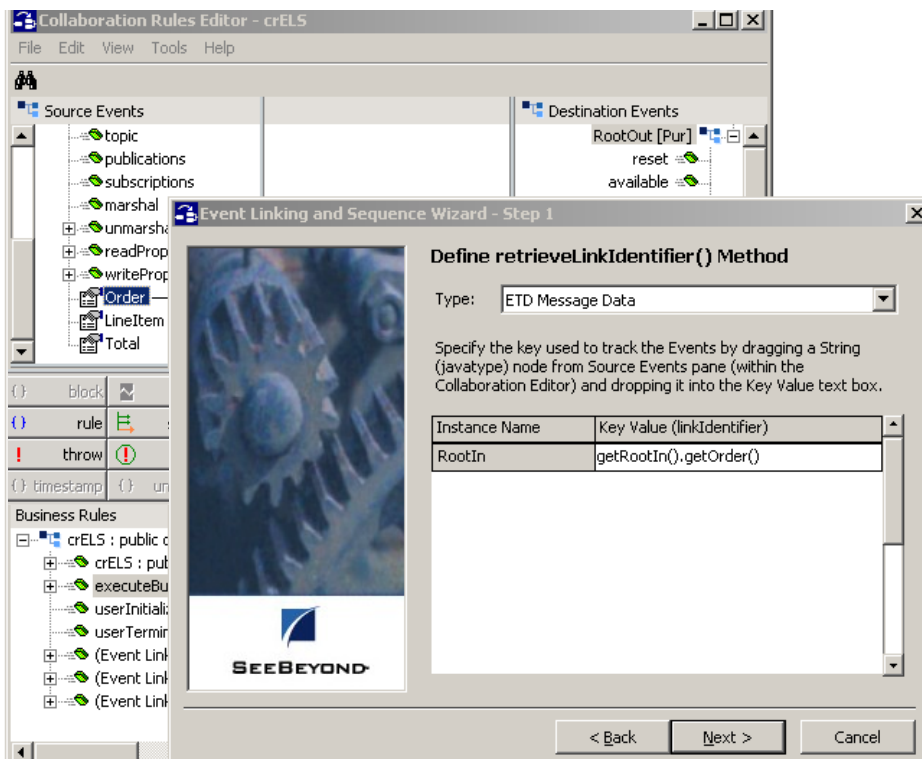 Collaboration Rules Editor - crELS
File Edit View Tools Help
Source Events
Destination Events
topic
publications
subscriptions
marshal
unmarsha
readProp
writeProp
Order
LineItem
Total
RootOut [Pur]
reset
available
block
rule
throw
timestamp
un
Business Rules
crELS : public c
crELS : pub
executeBu
userInitializ
userTermin
(Event Link
(Event Link
(Event Link
Event Linking and Sequence Wizard - Step 1
Define retrieveLinkIdentifier() Method
Type: ETD Message Data
Specify the key used to track the Events by dragging a String
(javatype) node from Source Events pane (within the
Collaboration Editor) and dropping it into the Key Value text box.
Instance Name Key Value (linkIdentifier)
RootIn getRootIn().getOrder()
SEEBEYOND
< Back Next > Cancel